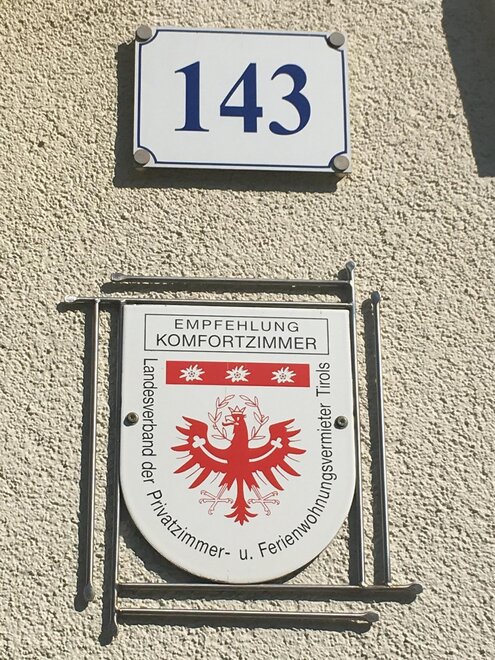 143
EMPFEHLUNG
KOMFORTZIMMER
Landesverband der Privatzimmer- u. Ferienwohnungsvermieter Tirols